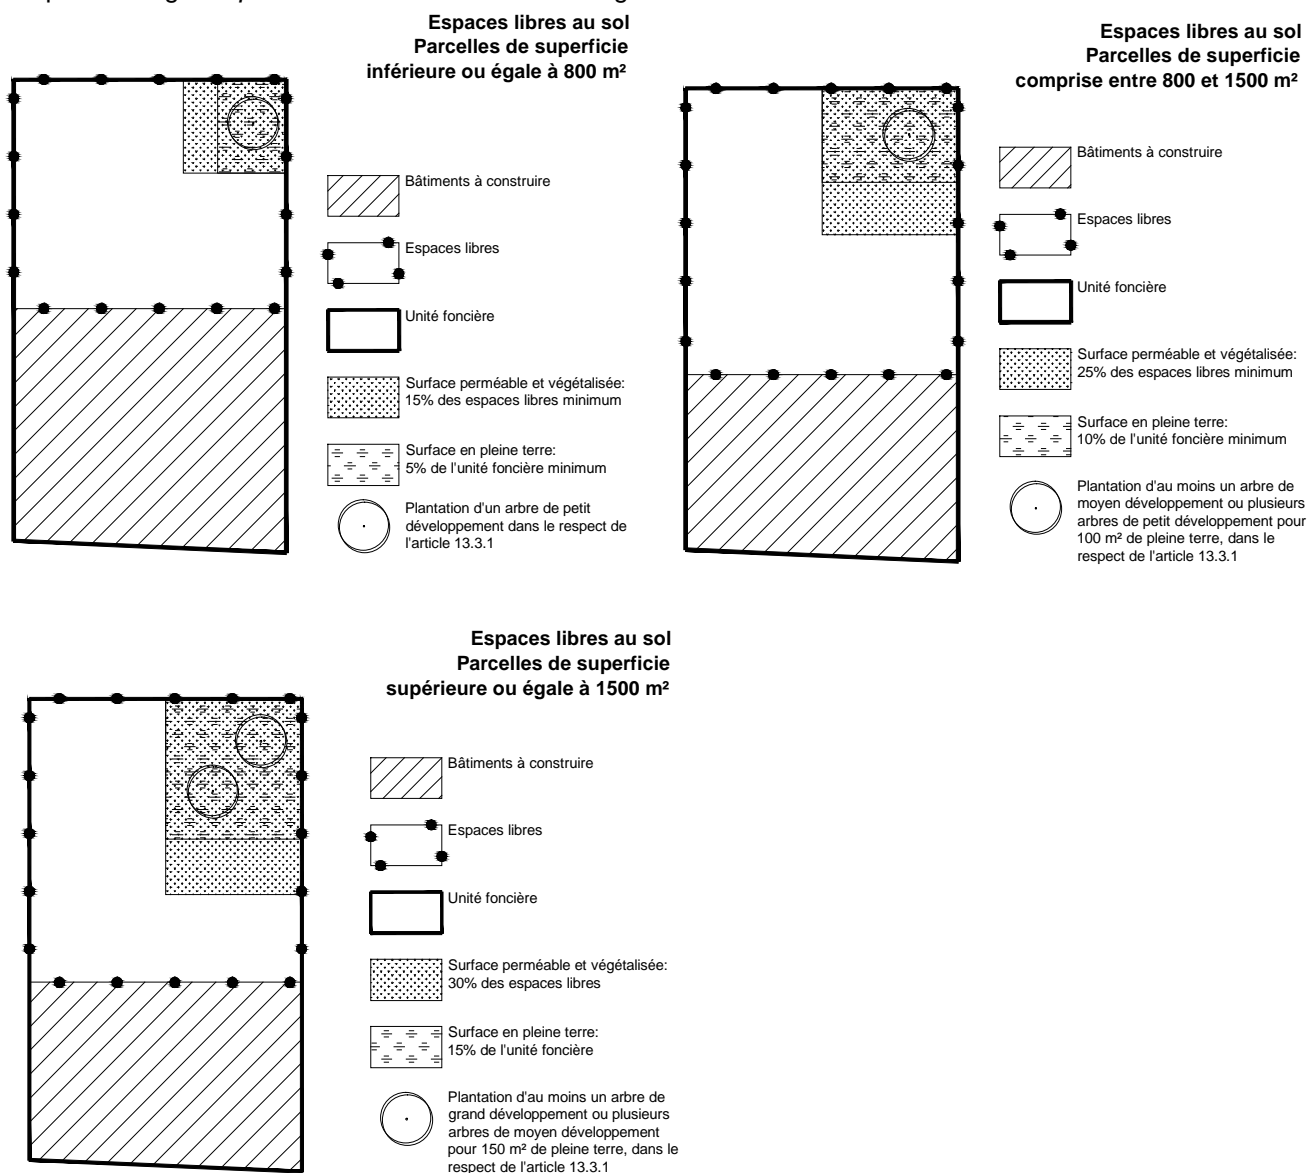 Espaces libres au sol
Parcelles de superficie
inférieure ou égale à 800 m²
Bâtiments à construire
Espaces libres
Unité foncière
Surface perméable et végétalisée:
15% des espaces libres minimum
Surface en pleine terre:
5% de l'unité foncière minimum
Plantation d'un arbre de petit
développement dans le respect de
l'article 13.3.1
Espaces libres au sol
Parcelles de superficie
comprise entre 800 et 1500 m²
Bâtiments à construire
Espaces libres
Unité foncière
Surface perméable et végétalisée:
25% des espaces libres minimum
Surface en pleine terre:
10% de l'unité foncière minimum
Plantation d'au moins un arbre de
moyen développement ou plusieurs
arbres de petit développement pour
100 m² de pleine terre, dans le
respect de l'article 13.3.1
Espaces libres au sol
Parcelles de superficie
supérieure ou égale à 1500 m²
Bâtiments à construire
Espaces libres
Unité foncière
Surface perméable et végétalisée:
30% des espaces libres
Surface en pleine terre:
15% de l'unité foncière
Plantation d'au moins un arbre de
grand développement ou plusieurs
arbres de moyen développement
pour 150 m² de pleine terre, dans le
respect de l'article 13.3.1